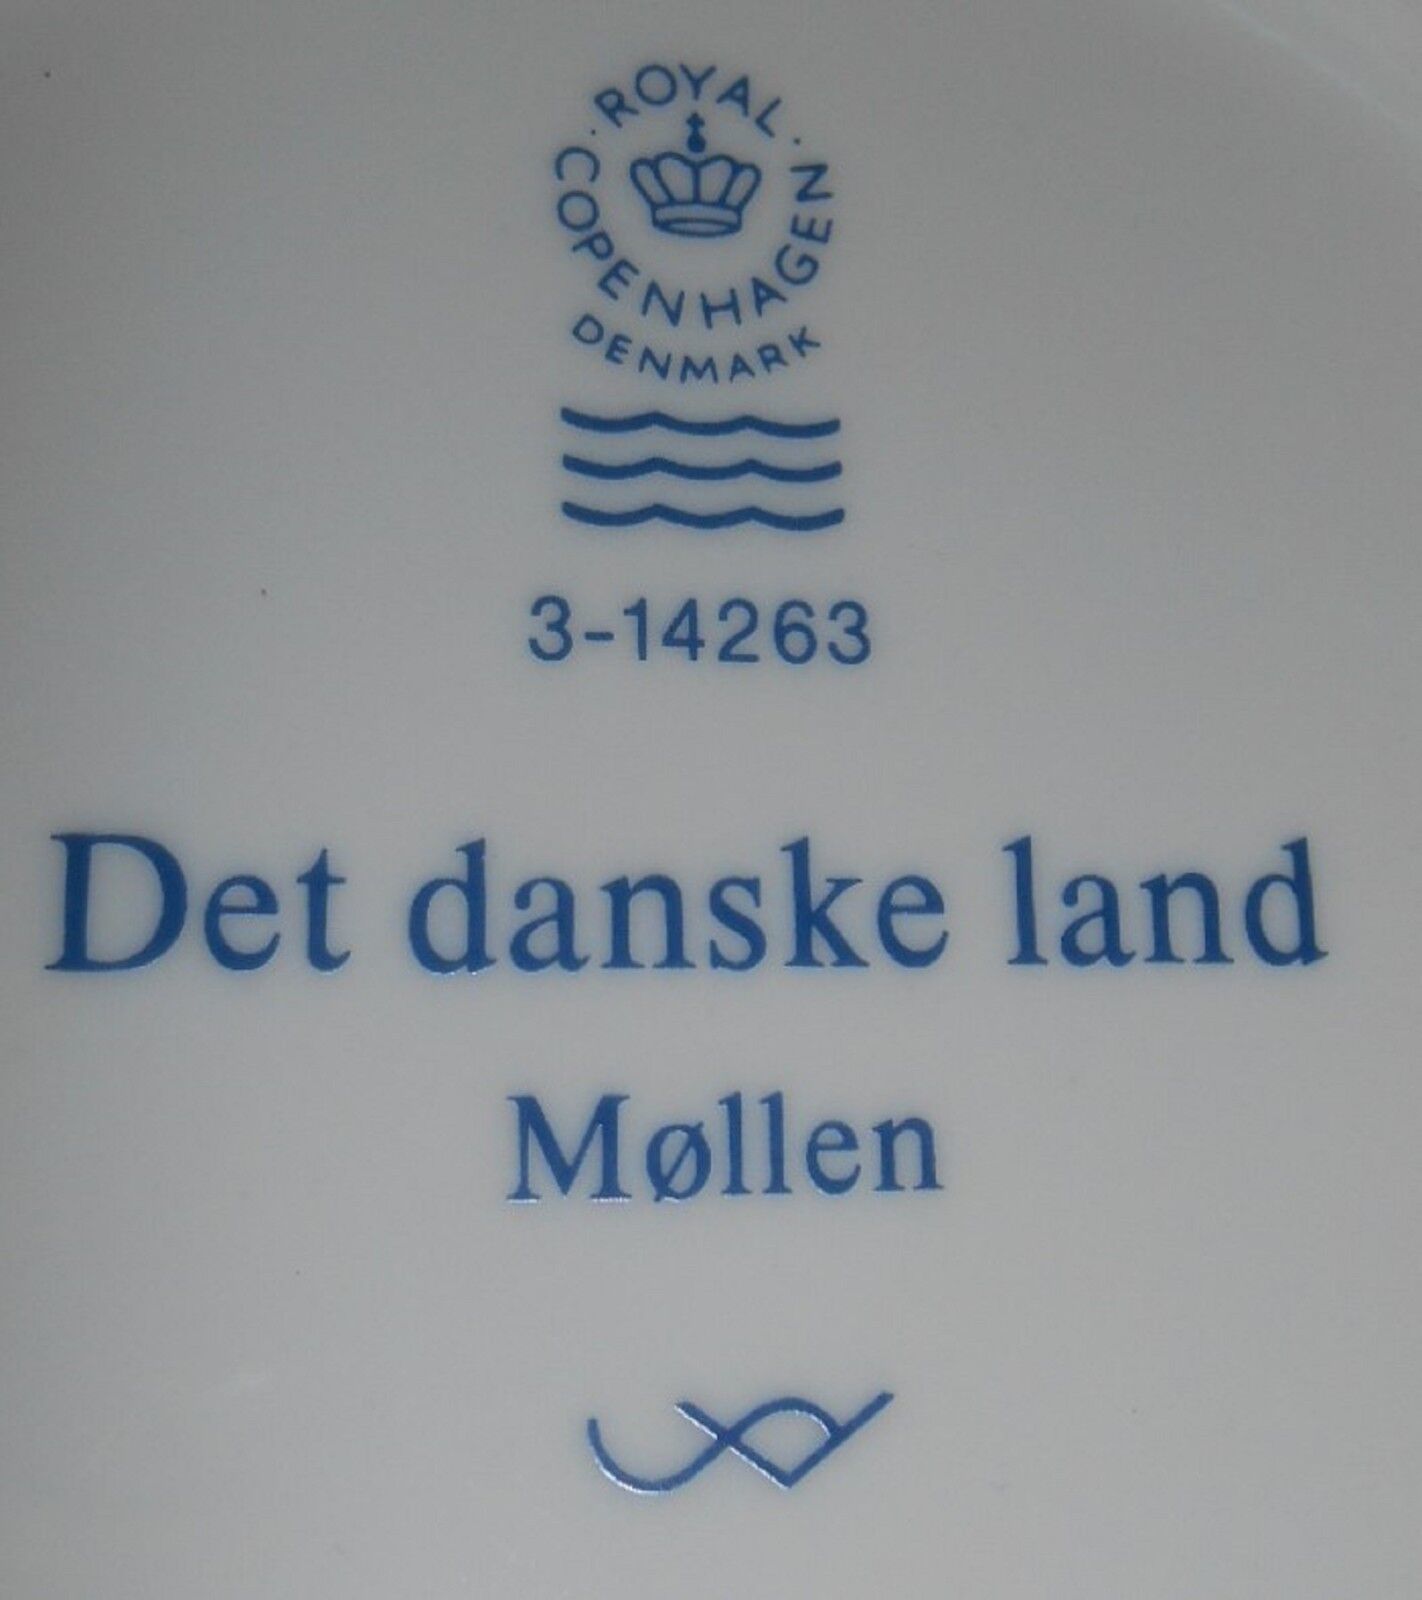 ROYAL
COPENHAGEN
DENMARK
3-14263
Det danske land
Møllen